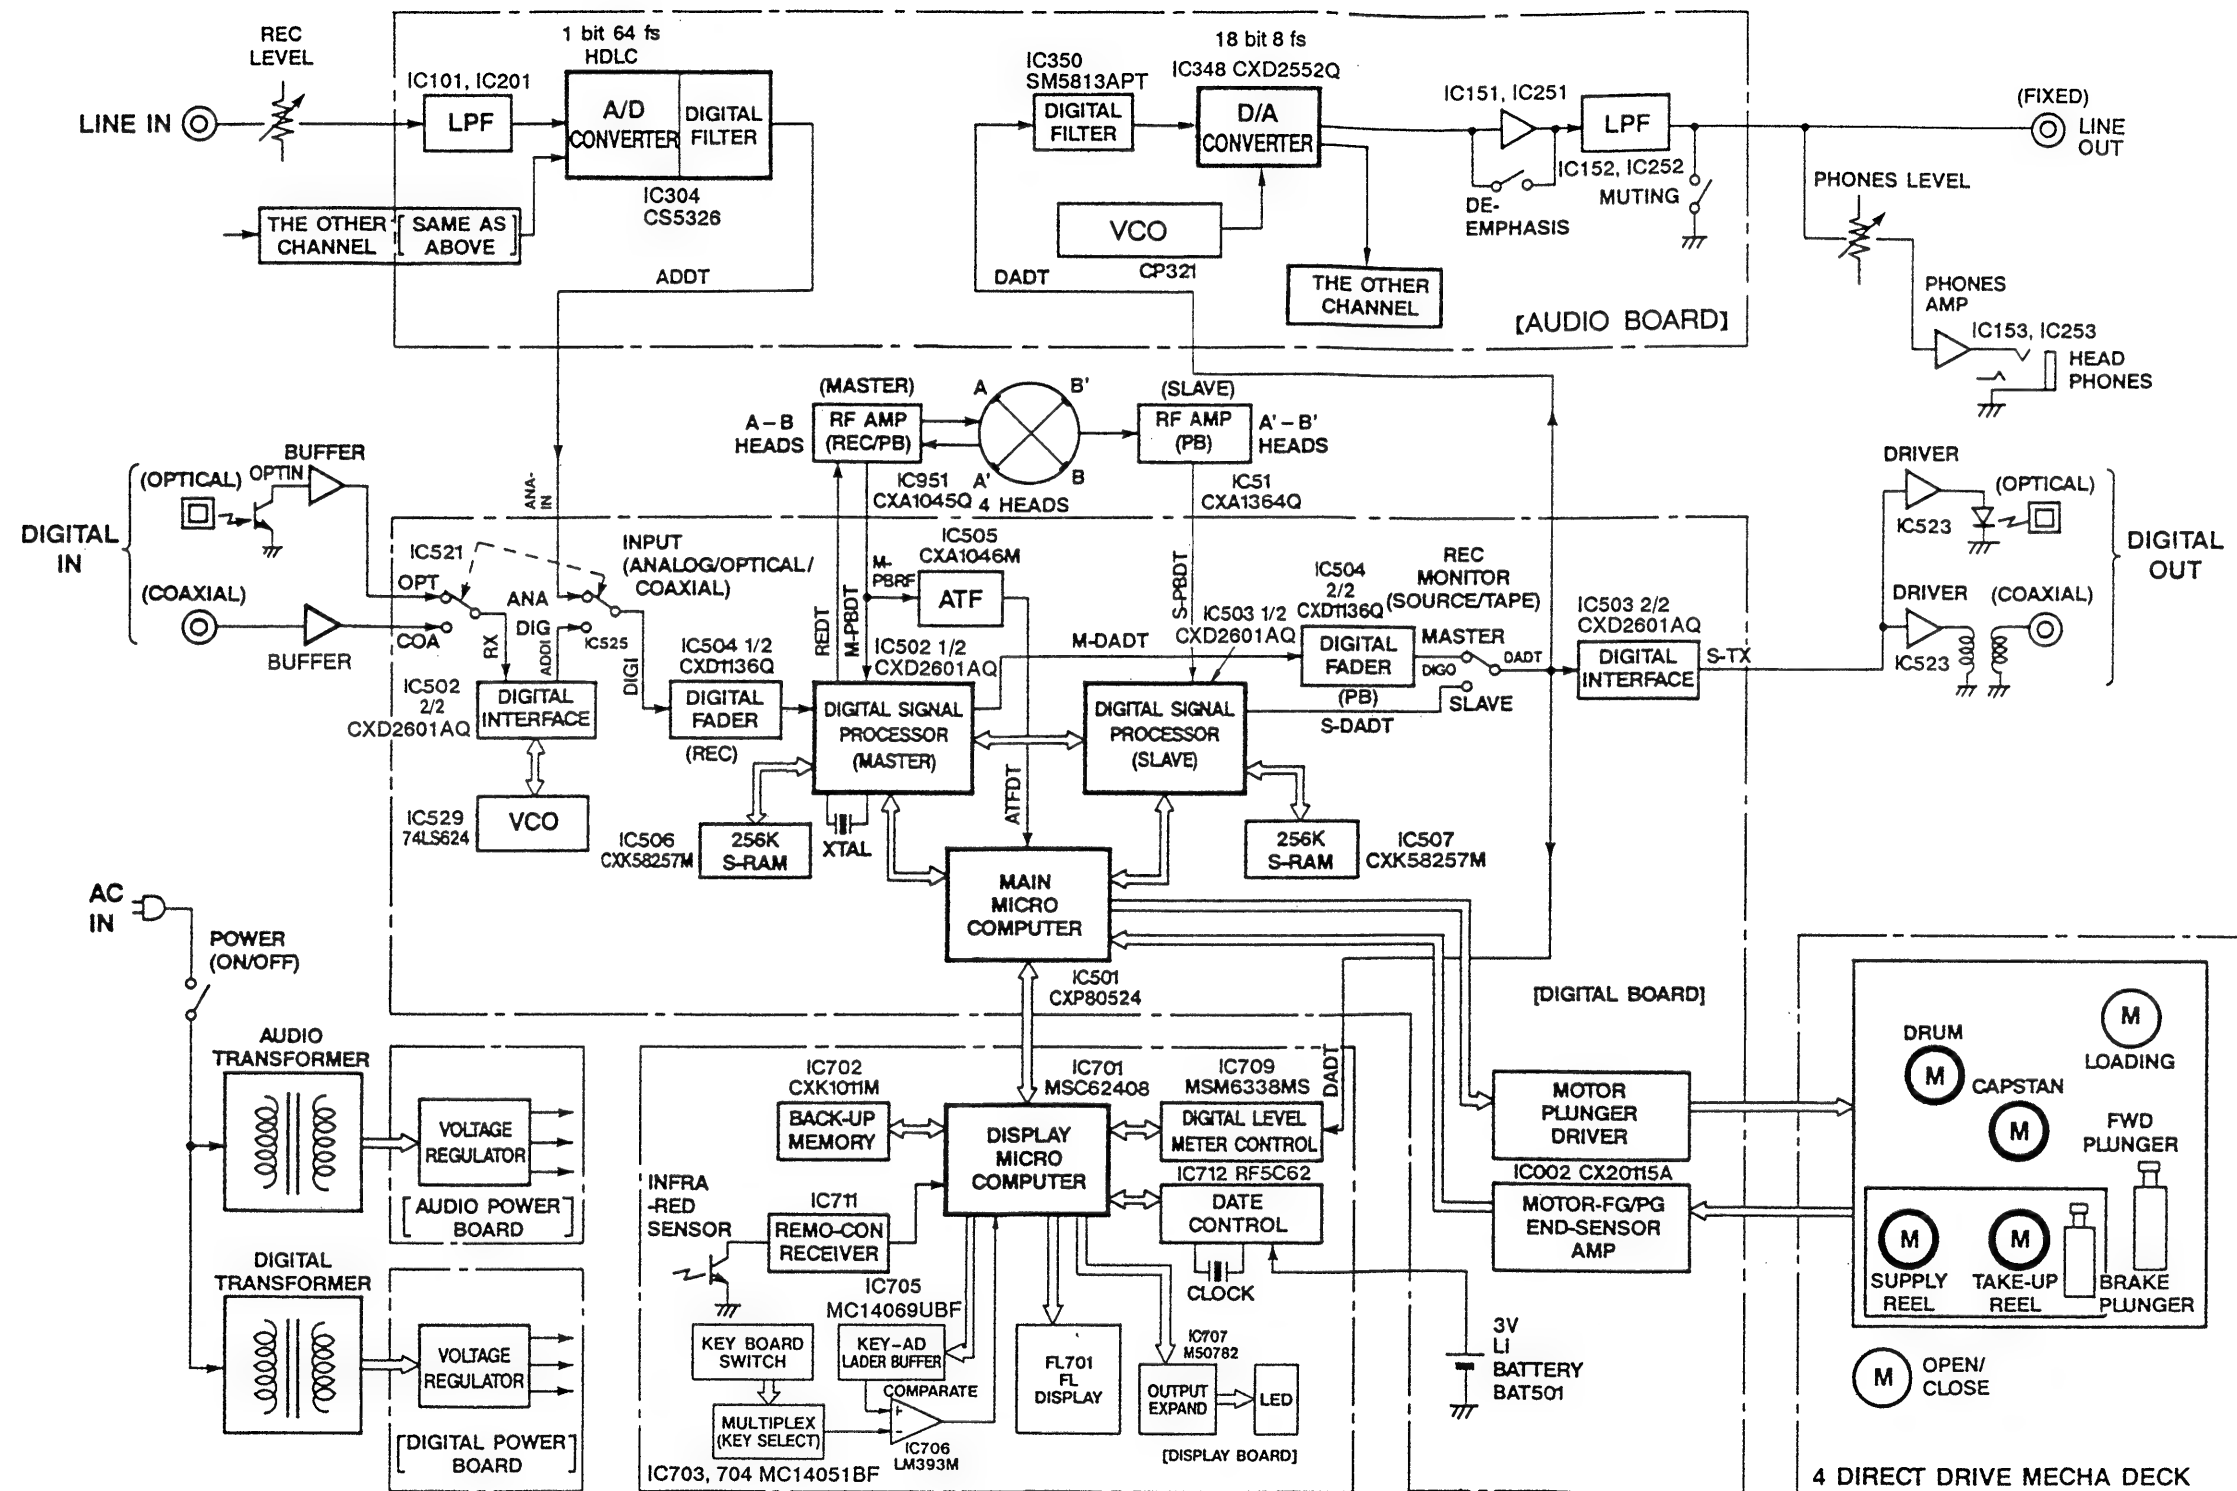 REC
LEVEL
LINE IN
IC101, IC201
LPF
1 bit 64 fs
HDLC
A/D
CONVERTER
DIGITAL
FILTER
IC304
CS5326
THE OTHER
CHANNEL
[SAME AS
ABOVE]
ADDT
IC350
SM5813APT
DIGITAL
FILTER
18 bit 8 fs
IC348 CXD2552Q
D/A
CONVERTER
VCO
CP321
DADT
THE OTHER
CHANNEL
IC151, IC251
LPF
IC152, IC252
DE-
EMPHASIS
MUTING
[AUDIO BOARD]
(FIXED)
LINE
OUT
PHONES LEVEL
PHONES
AMP
IC153, IC253
HEAD
PHONES
(MASTER)
A-B
HEADS
RF AMP
(REC/PB)
IC951
CXA1045Q
A
B'
A'
B
4 HEADS
(SLAVE)
RF AMP
(PB)
A'-B'
HEADS
IC51
CXA1364Q
DIGITAL
IN
(OPTICAL)
OPTIN
BUFFER
(COAXIAL)
BUFFER
ANA-
IN
IC521
OPT
COA
RX
INPUT
(ANALOG/OPTICAL/
COAXIAL)
ANA
DIG
IC525
ADDI
DIGI
IC502
2/2
CXD2601AQ
DIGITAL
INTERFACE
IC529
74LS624
VCO
IC504 1/2
CXD1136Q
DIGITAL
FADER
(REC)
REDT
M-PBDT
M-
PBRF
IC505
CXA1046M
ATF
IC502 1/2
CXD2601AQ
DIGITAL SIGNAL
PROCESSOR
(MASTER)
XTAL
IC506
CXK58257M
256K
S-RAM
ATFDT
M-DADT
S-PBDT
IC503 1/2
CXD2601AQ
DIGITAL SIGNAL
PROCESSOR
(SLAVE)
256K
S-RAM
IC507
CXK58257M
IC504
2/2
CXD1136Q
DIGITAL
FADER
(PB)
S-DADT
REC
MONITOR
(SOURCE/TAPE)
MASTER
DIGO
DADT
SLAVE
IC503 2/2
CXD2601AQ
DIGITAL
INTERFACE
S-TX
DRIVER
IC523
(OPTICAL)
DRIVER
IC523
(COAXIAL)
DIGITAL
OUT
MAIN
MICRO
COMPUTER
IC501
CXP80524
[DIGITAL BOARD]
AC
IN
POWER
(ON/OFF)
AUDIO
TRANSFORMER
VOLTAGE
REGULATOR
[AUDIO POWER
BOARD]
DIGITAL
TRANSFORMER
VOLTAGE
REGULATOR
[DIGITAL POWER
BOARD]
IC702
CXK1011M
BACK-UP
MEMORY
IC701
MSC62408
DISPLAY
MICRO
COMPUTER
IC709
MSM6338MS
DIGITAL LEVEL
METER CONTROL
DADT
IC712 RF5C62
DATE
CONTROL
CLOCK
INFRA
-RED
SENSOR
IC711
REMO-CON
RECEIVER
IC705
MC14069UBF
KEY BOARD
SWITCH
KEY-AD
LADER BUFFER
COMPARATE
+
-
MULTIPLEX
(KEY SELECT)
IC706
LM393M
IC703, 704 MC14051BF
FL701
FL
DISPLAY
IC707
M50782
OUTPUT
EXPAND
LED
[DISPLAY BOARD]
3V
Li
BATTERY
BAT501
MOTOR
PLUNGER
DRIVER
IC002 CX20115A
MOTOR-FG/PG
END-SENSOR
AMP
DRUM
M
M
LOADING
CAPSTAN
M
FWD
PLUNGER
M
SUPPLY
REEL
M
TAKE-UP
REEL
BRAKE
PLUNGER
M
OPEN/
CLOSE
4 DIRECT DRIVE MECHA DECK